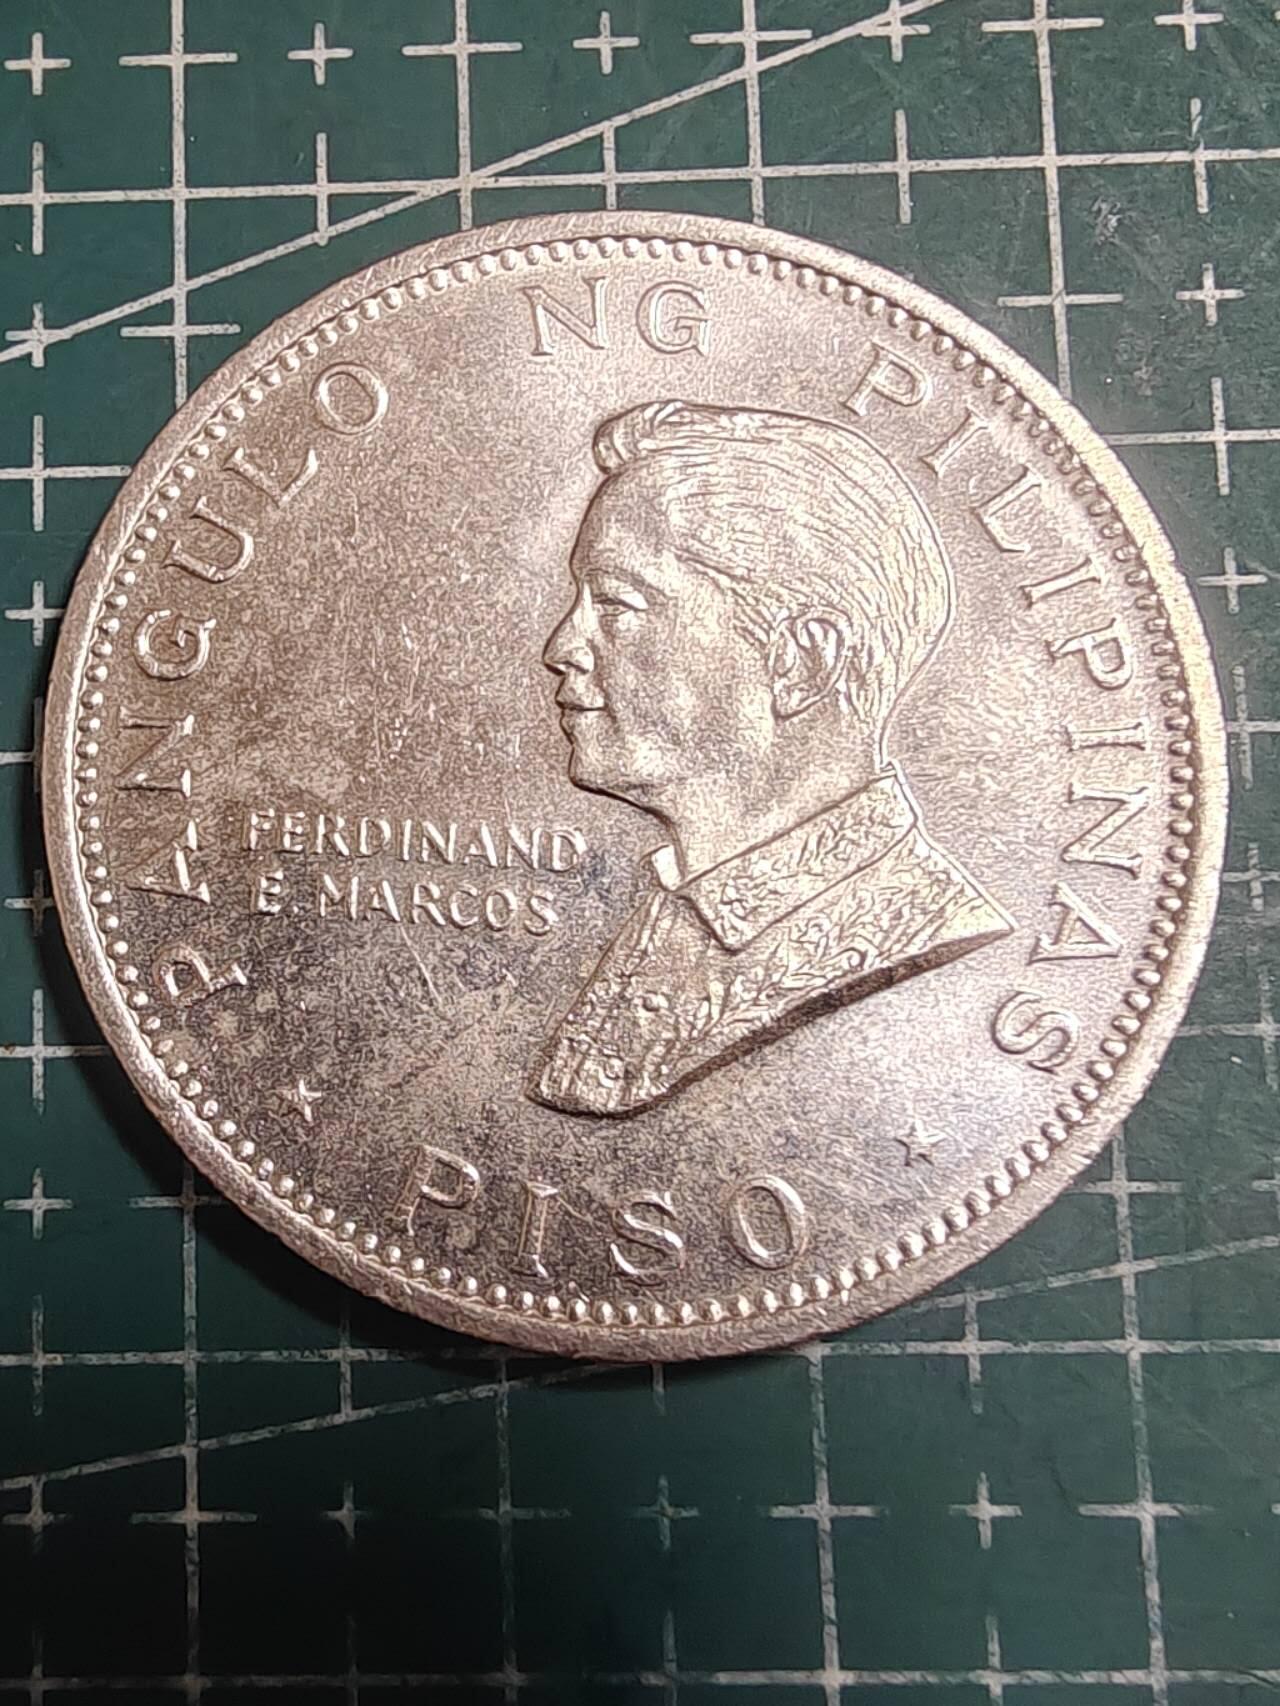 PANGULO NG PILIPINAS
FERDINAND
E. MARCOS
PISO